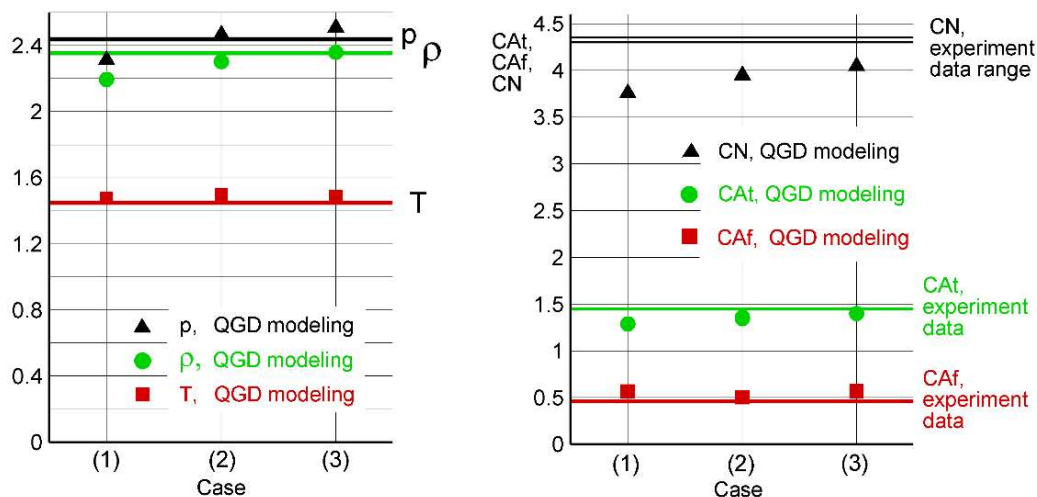 2.4
2
1.6
1.2
0.8
0.4
0
p
ρ
T
p, QGD modeling
ρ, QGD modeling
T, QGD modeling
(1) (2) (3)
Case
CAt,
CAf,
CN
4.5
4
3.5
3
2.5
2
1.5
1
0.5
0
CN,
experiment
data range
CN, QGD modeling
CAt, QGD modeling
CAf, QGD modeling
CAt,
experiment
data
CAf,
experiment
data
(1) (2) (3)
Case